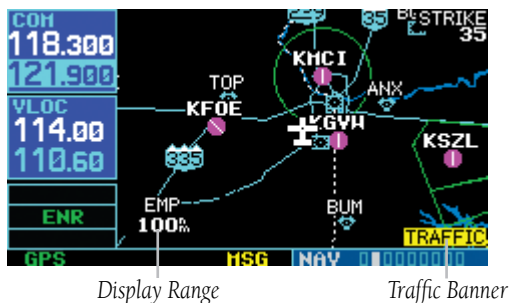 COM
118.300
121.900
VLOC
114.00
110.60
ENR
GPS
MSG
NAV
STRIKE
35
35
KMCI
TOP
ANX
KFOE
KGVW
KSZL
335
EMP
100
BUM
TRAFFIC
Display Range
Traffic Banner